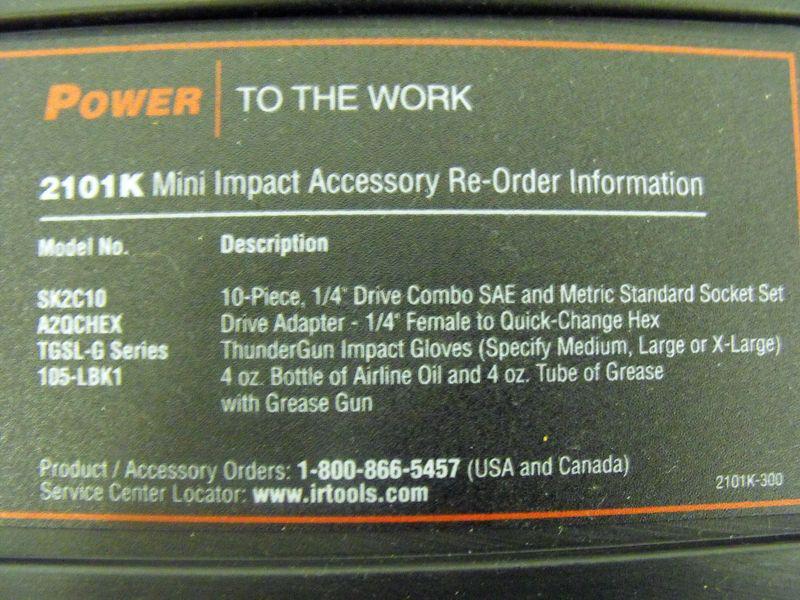 POWER | TO THE WORK
2101K Mini Impact Accessory Re-Order Information
Model No. Description
SK2C10 10-Piece, 1/4" Drive Combo SAE and Metric Standard Socket Set
A2QCHEX Drive Adapter - 1/4" Female to Quick-Change Hex
TGSL-G Series ThunderGun Impact Gloves (Specify Medium, Large or X-Large)
105-LBK1 4 oz. Bottle of Airline Oil and 4 oz. Tube of Grease
with Grease Gun
Product / Accessory Orders: 1-800-866-5457 (USA and Canada)
Service Center Locator: www.irtools.com
2101K-300